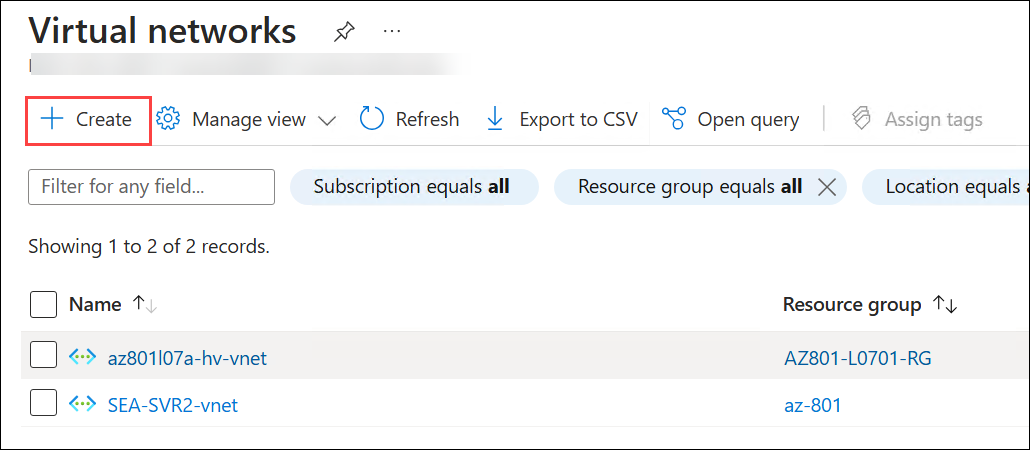 Virtual networks
Create Manage view Refresh Export to CSV Open query Assign tags
Filter for any field... Subscription equals all Resource group equals all Location equals
Showing 1 to 2 of 2 records.
Name Resource group
az801l07a-hv-vnet AZ801-L0701-RG
SEA-SVR2-vnet az-801